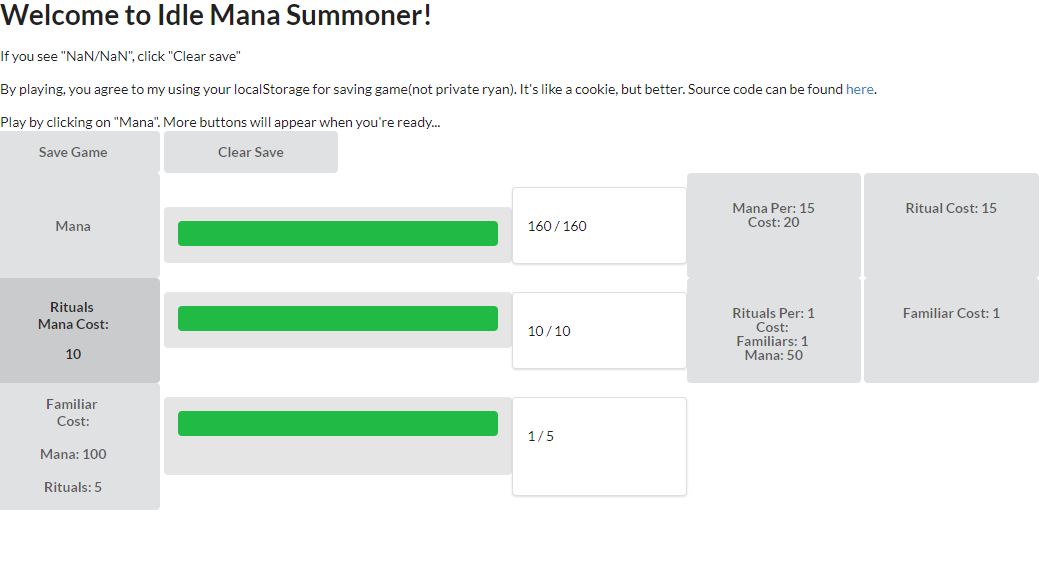 Welcome to Idle Mana Summoner!
If you see "NaN/NaN", click "Clear save"
By playing, you agree to my using your localStorage for saving game(not private ryan). It's like a cookie, but better. Source code can be found here.
Play by clicking on "Mana". More buttons will appear when you're ready...
Save Game
Clear Save
Mana
160 / 160
Mana Per: 15
Cost: 20
Ritual Cost: 15
Rituals
Mana Cost:
10
10 / 10
Rituals Per: 1
Cost:
Familiars: 1
Mana: 50
Familiar Cost: 1
Familiar
Cost:
Mana: 100
Rituals: 5
1 / 5